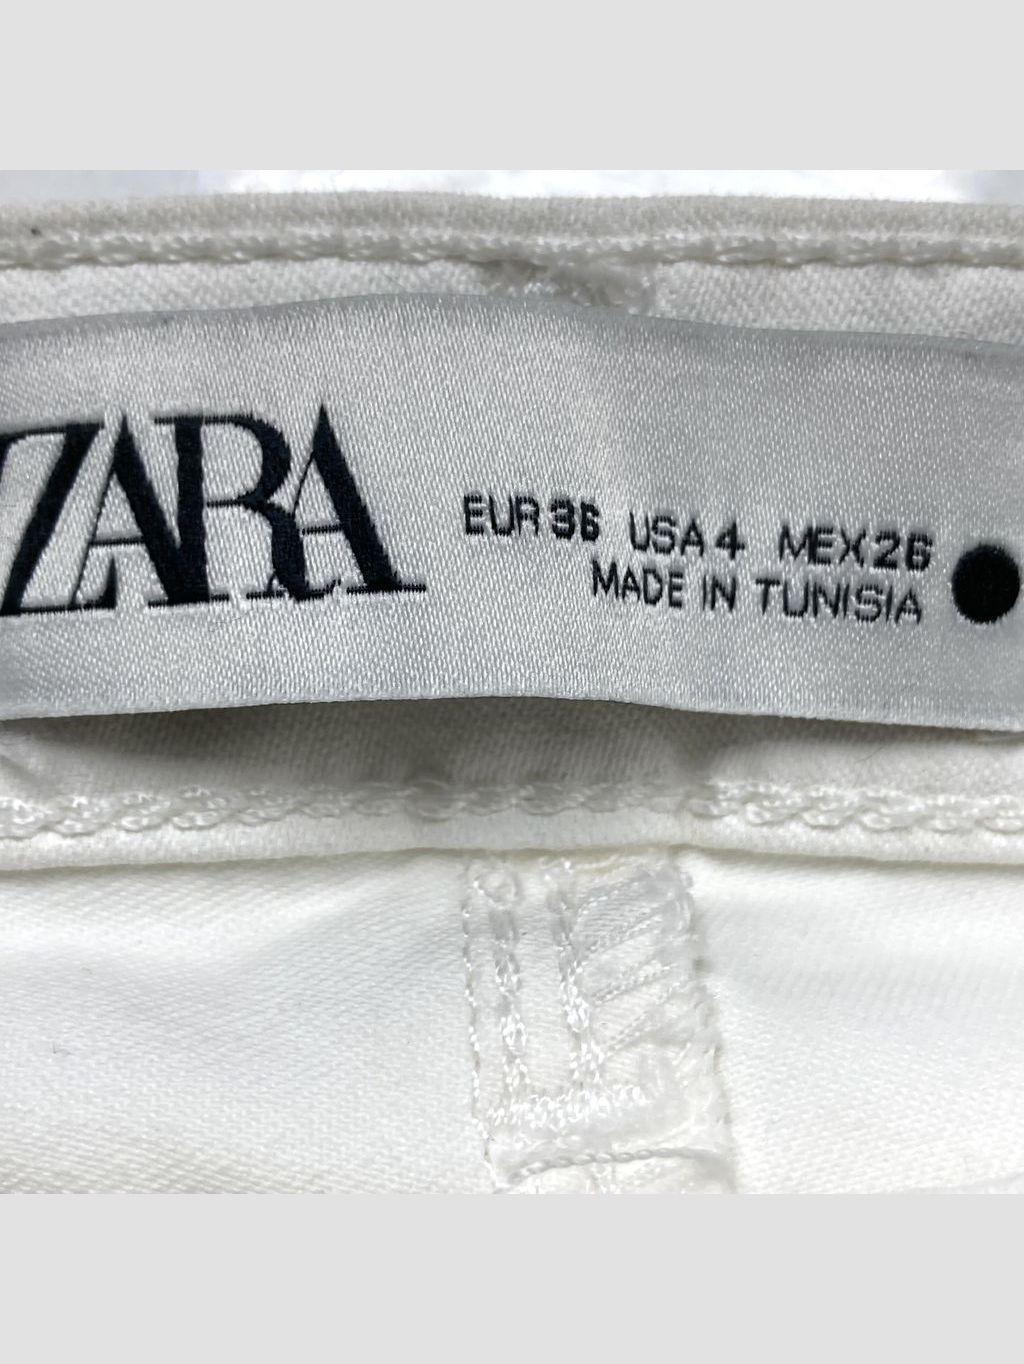 ZARA
EUR 36 USA 4 MEX 26
MADE IN TUNISIA